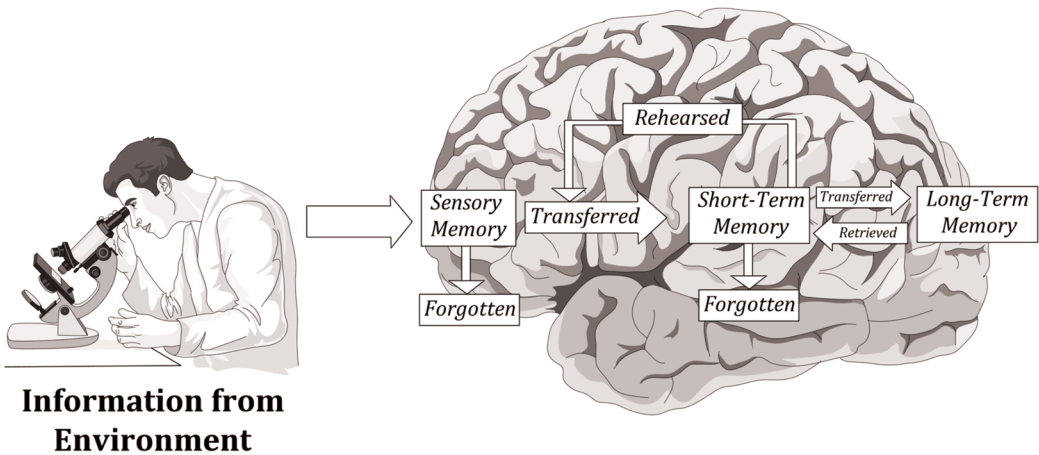 Rehearsed
Sensory
Memory
Transferred
Short-Term
Memory
Transferred
Retrieved
Long-Term
Memory
Forgotten
Forgotten
Information from
Environment